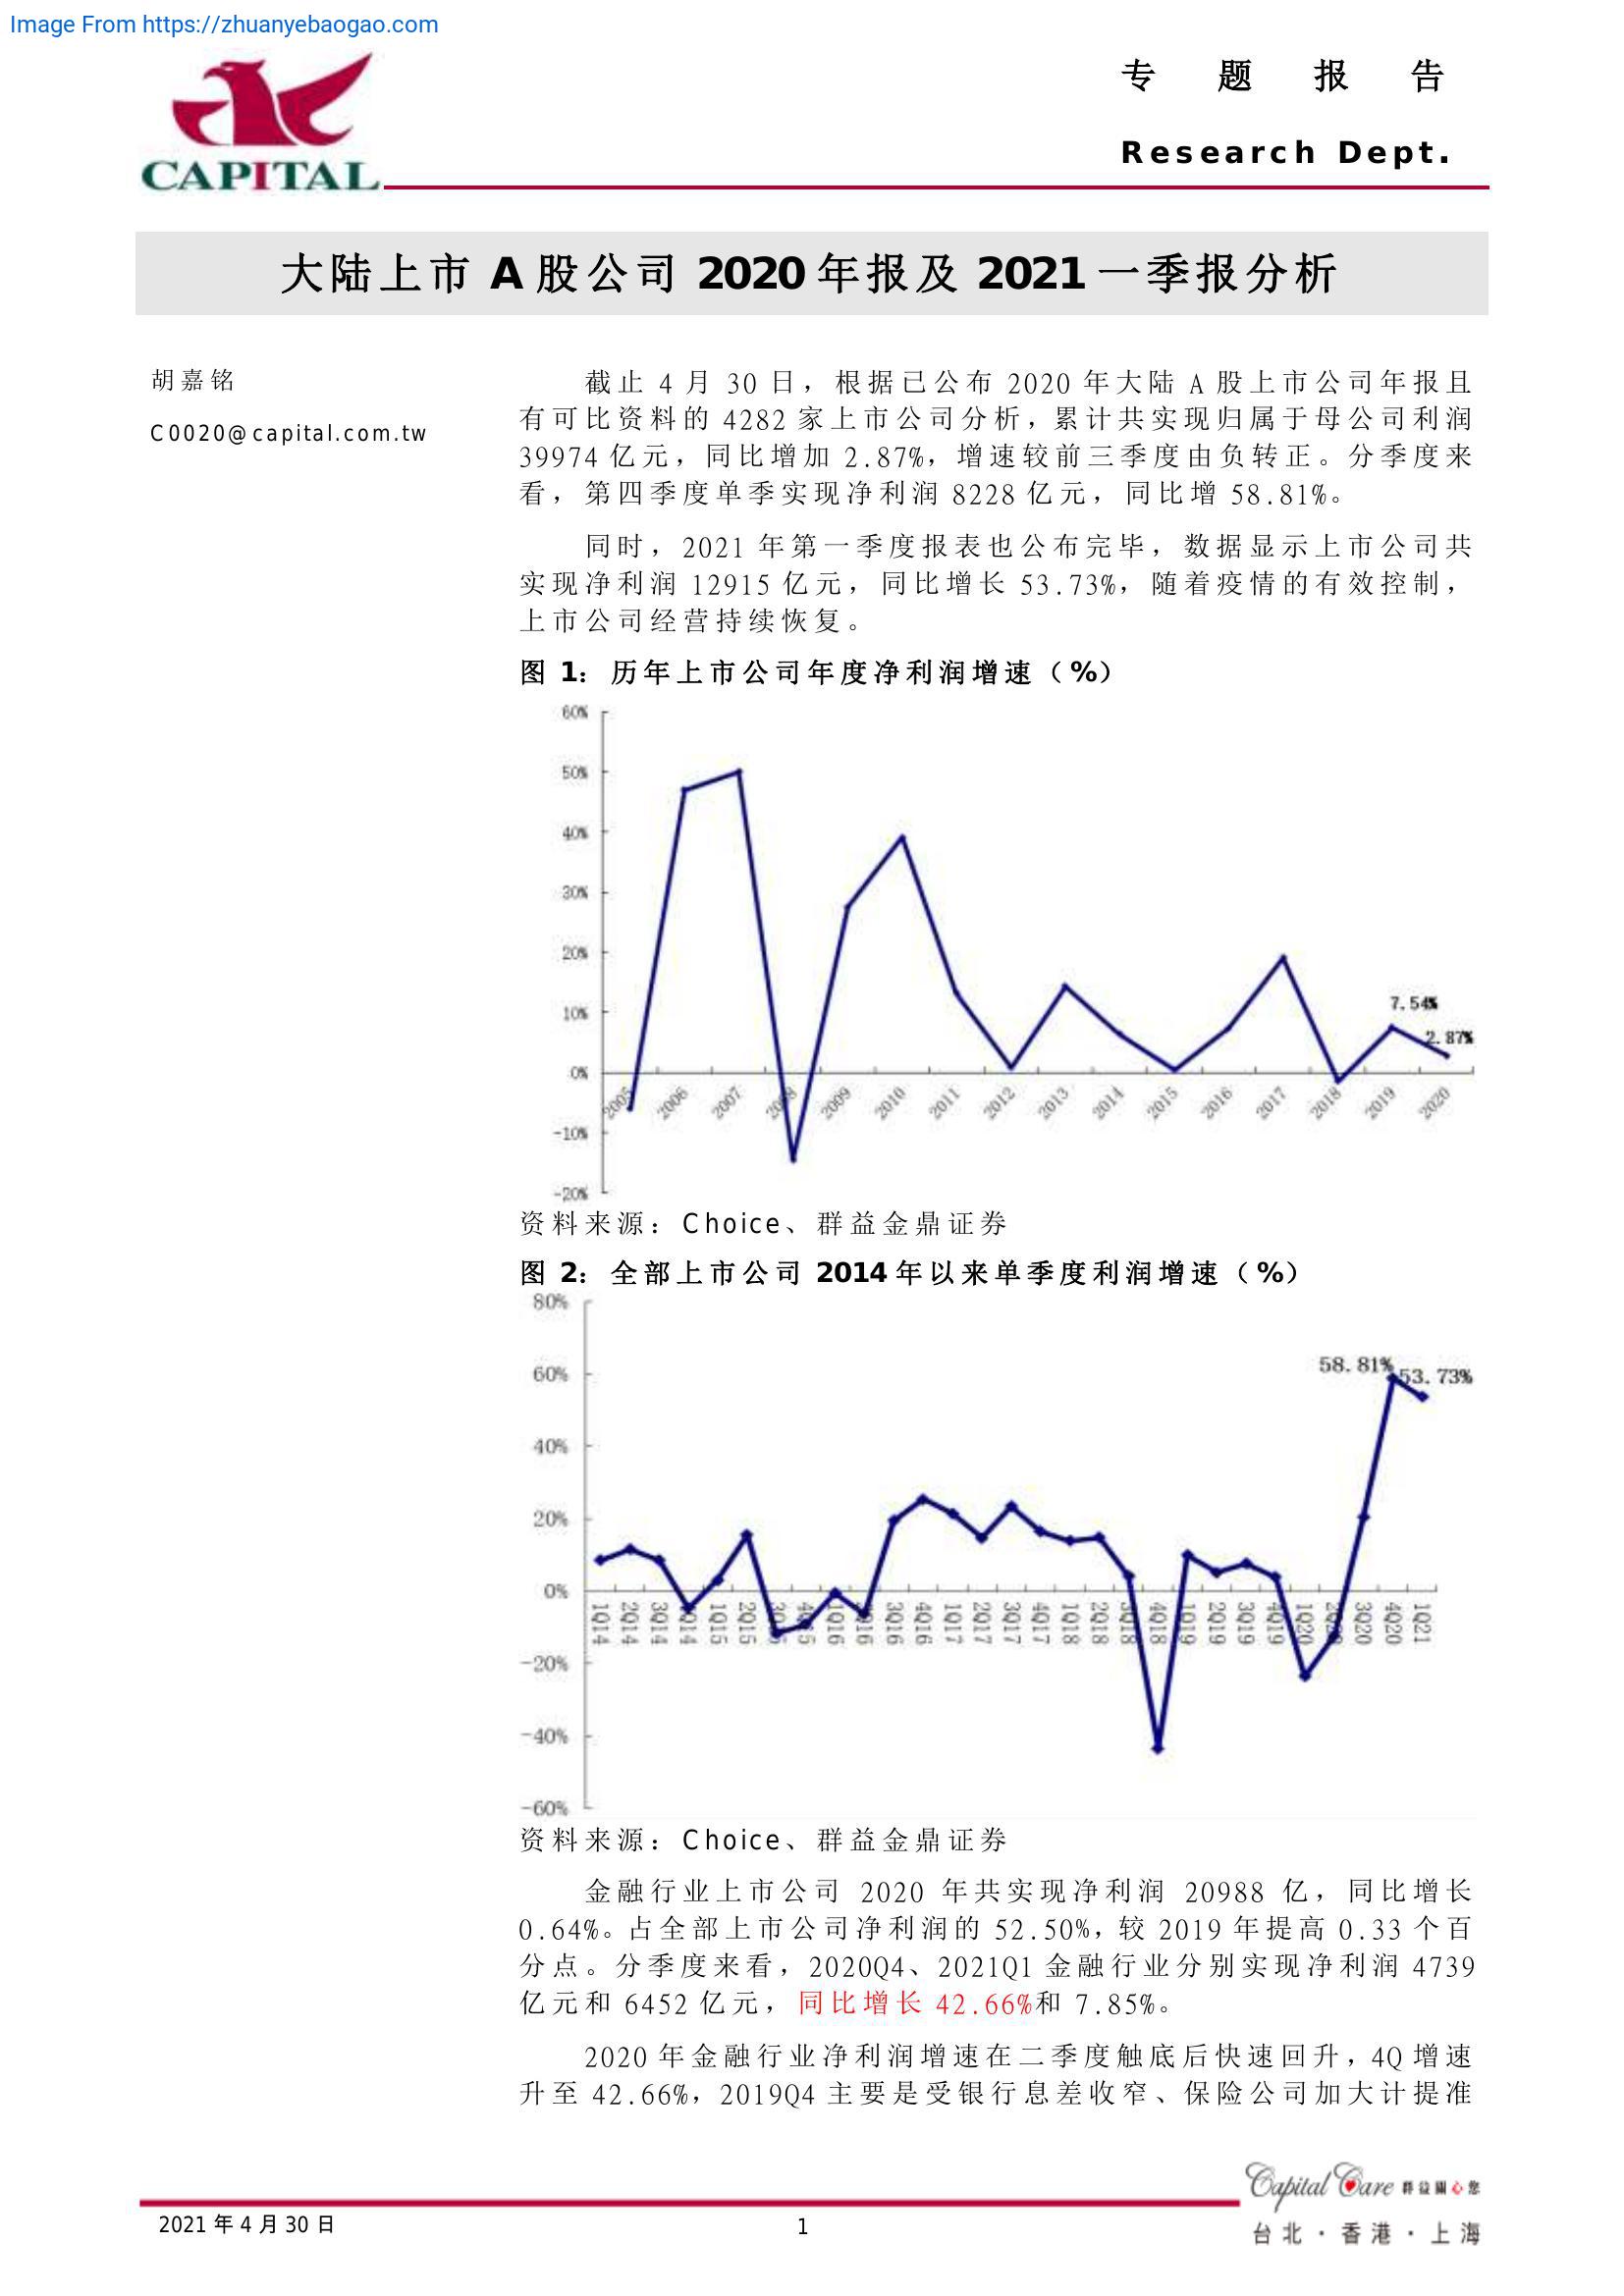 Image From https://zhuanyebaogao.com
CAPITAL
专 题 报 告
Research Dept.
大陆上市 A 股公司 2020 年报及 2021 一季报分析
胡嘉铭
C0020@capital.com.tw
截止 4 月 30 日，根据已公布 2020 年大陆 A 股上市公司年报且
有可比资料的 4282 家上市公司分析，累计共实现归属于母公司利润
39974 亿元，同比增加 2.87%，增速较前三季度由负转正。分季度来
看，第四季度单季实现净利润 8228 亿元，同比增 58.81%。
同时，2021 年第一季度报表也公布完毕，数据显示上市公司共
实现净利润 12915 亿元，同比增长 53.73%，随着疫情的有效控制，
上市公司经营持续恢复。
图 1：历年上市公司年度净利润增速（%）
60%
50%
40%
30%
20%
10%
0%
-10%
-20%
7.54%
2.87%
2005 2006 2007 2008 2009 2010 2011 2012 2013 2014 2015 2016 2017 2018 2019 2020
资料来源：Choice、群益金鼎证券
图 2：全部上市公司 2014 年以来单季度利润增速（%）
80%
60%
40%
20%
0%
-20%
-40%
-60%
58.81%
53.73%
1Q14 2Q14 3Q14 4Q14 1Q15 2Q15 3Q15 4Q15 1Q16 2Q16 3Q16 4Q16 1Q17 2Q17 3Q17 4Q17 1Q18 2Q18 3Q18 4Q18 1Q19 2Q19 3Q19 4Q19 1Q20 2Q20 3Q20 4Q20 1Q21
资料来源：Choice、群益金鼎证券
金融行业上市公司 2020 年共实现净利润 20988 亿，同比增长
0.64%。占全部上市公司净利润的 52.50%，较 2019 年提高 0.33 个百
分点。分季度来看，2020Q4、2021Q1 金融行业分别实现净利润 4739
亿元和 6452 亿元，同比增长 42.66%和 7.85%。
2020 年金融行业净利润增速在二季度触底后快速回升，4Q 增速
升至 42.66%，2019Q4 主要是受银行息差收窄、保险公司加大计提准
Capital Care 群益關心您
2021 年 4 月 30 日
1
台北·香港·上海